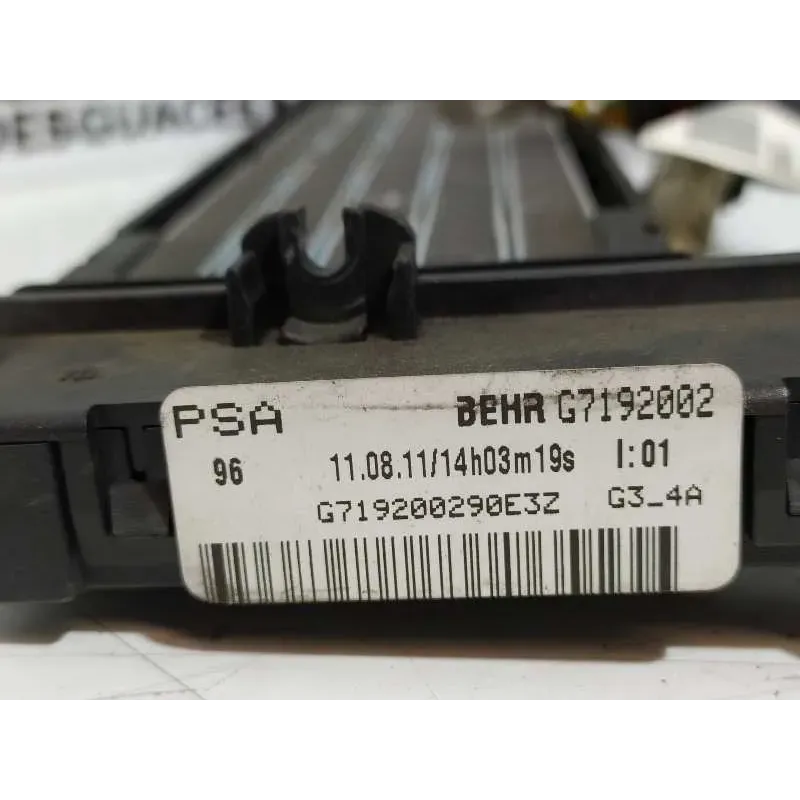 PSA BEHR G7192002
96 11.08.11/14h03m19s I:01
G719200290E3Z G3_4A